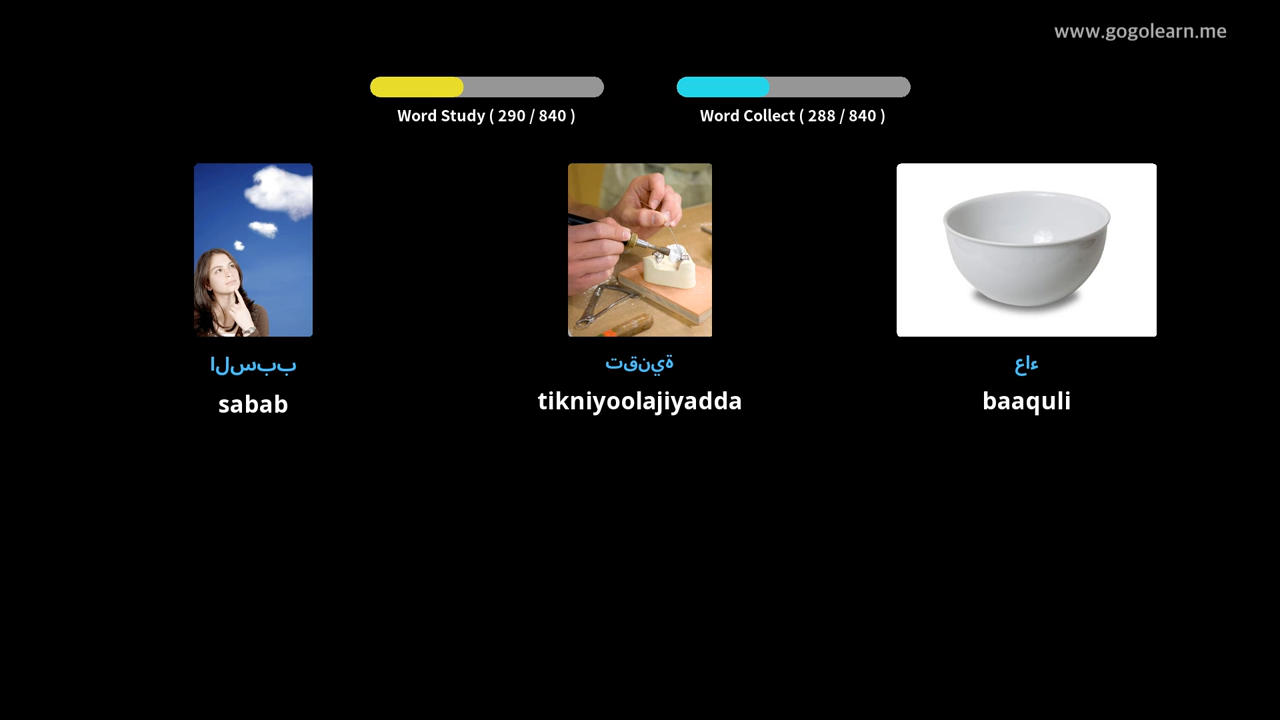 www.gogolearn.me
Word Study ( 290 / 840 )
Word Collect ( 288 / 840 )
السبب
تقنية
عاء
sabab
tikniyoolajiyadda
baaquli